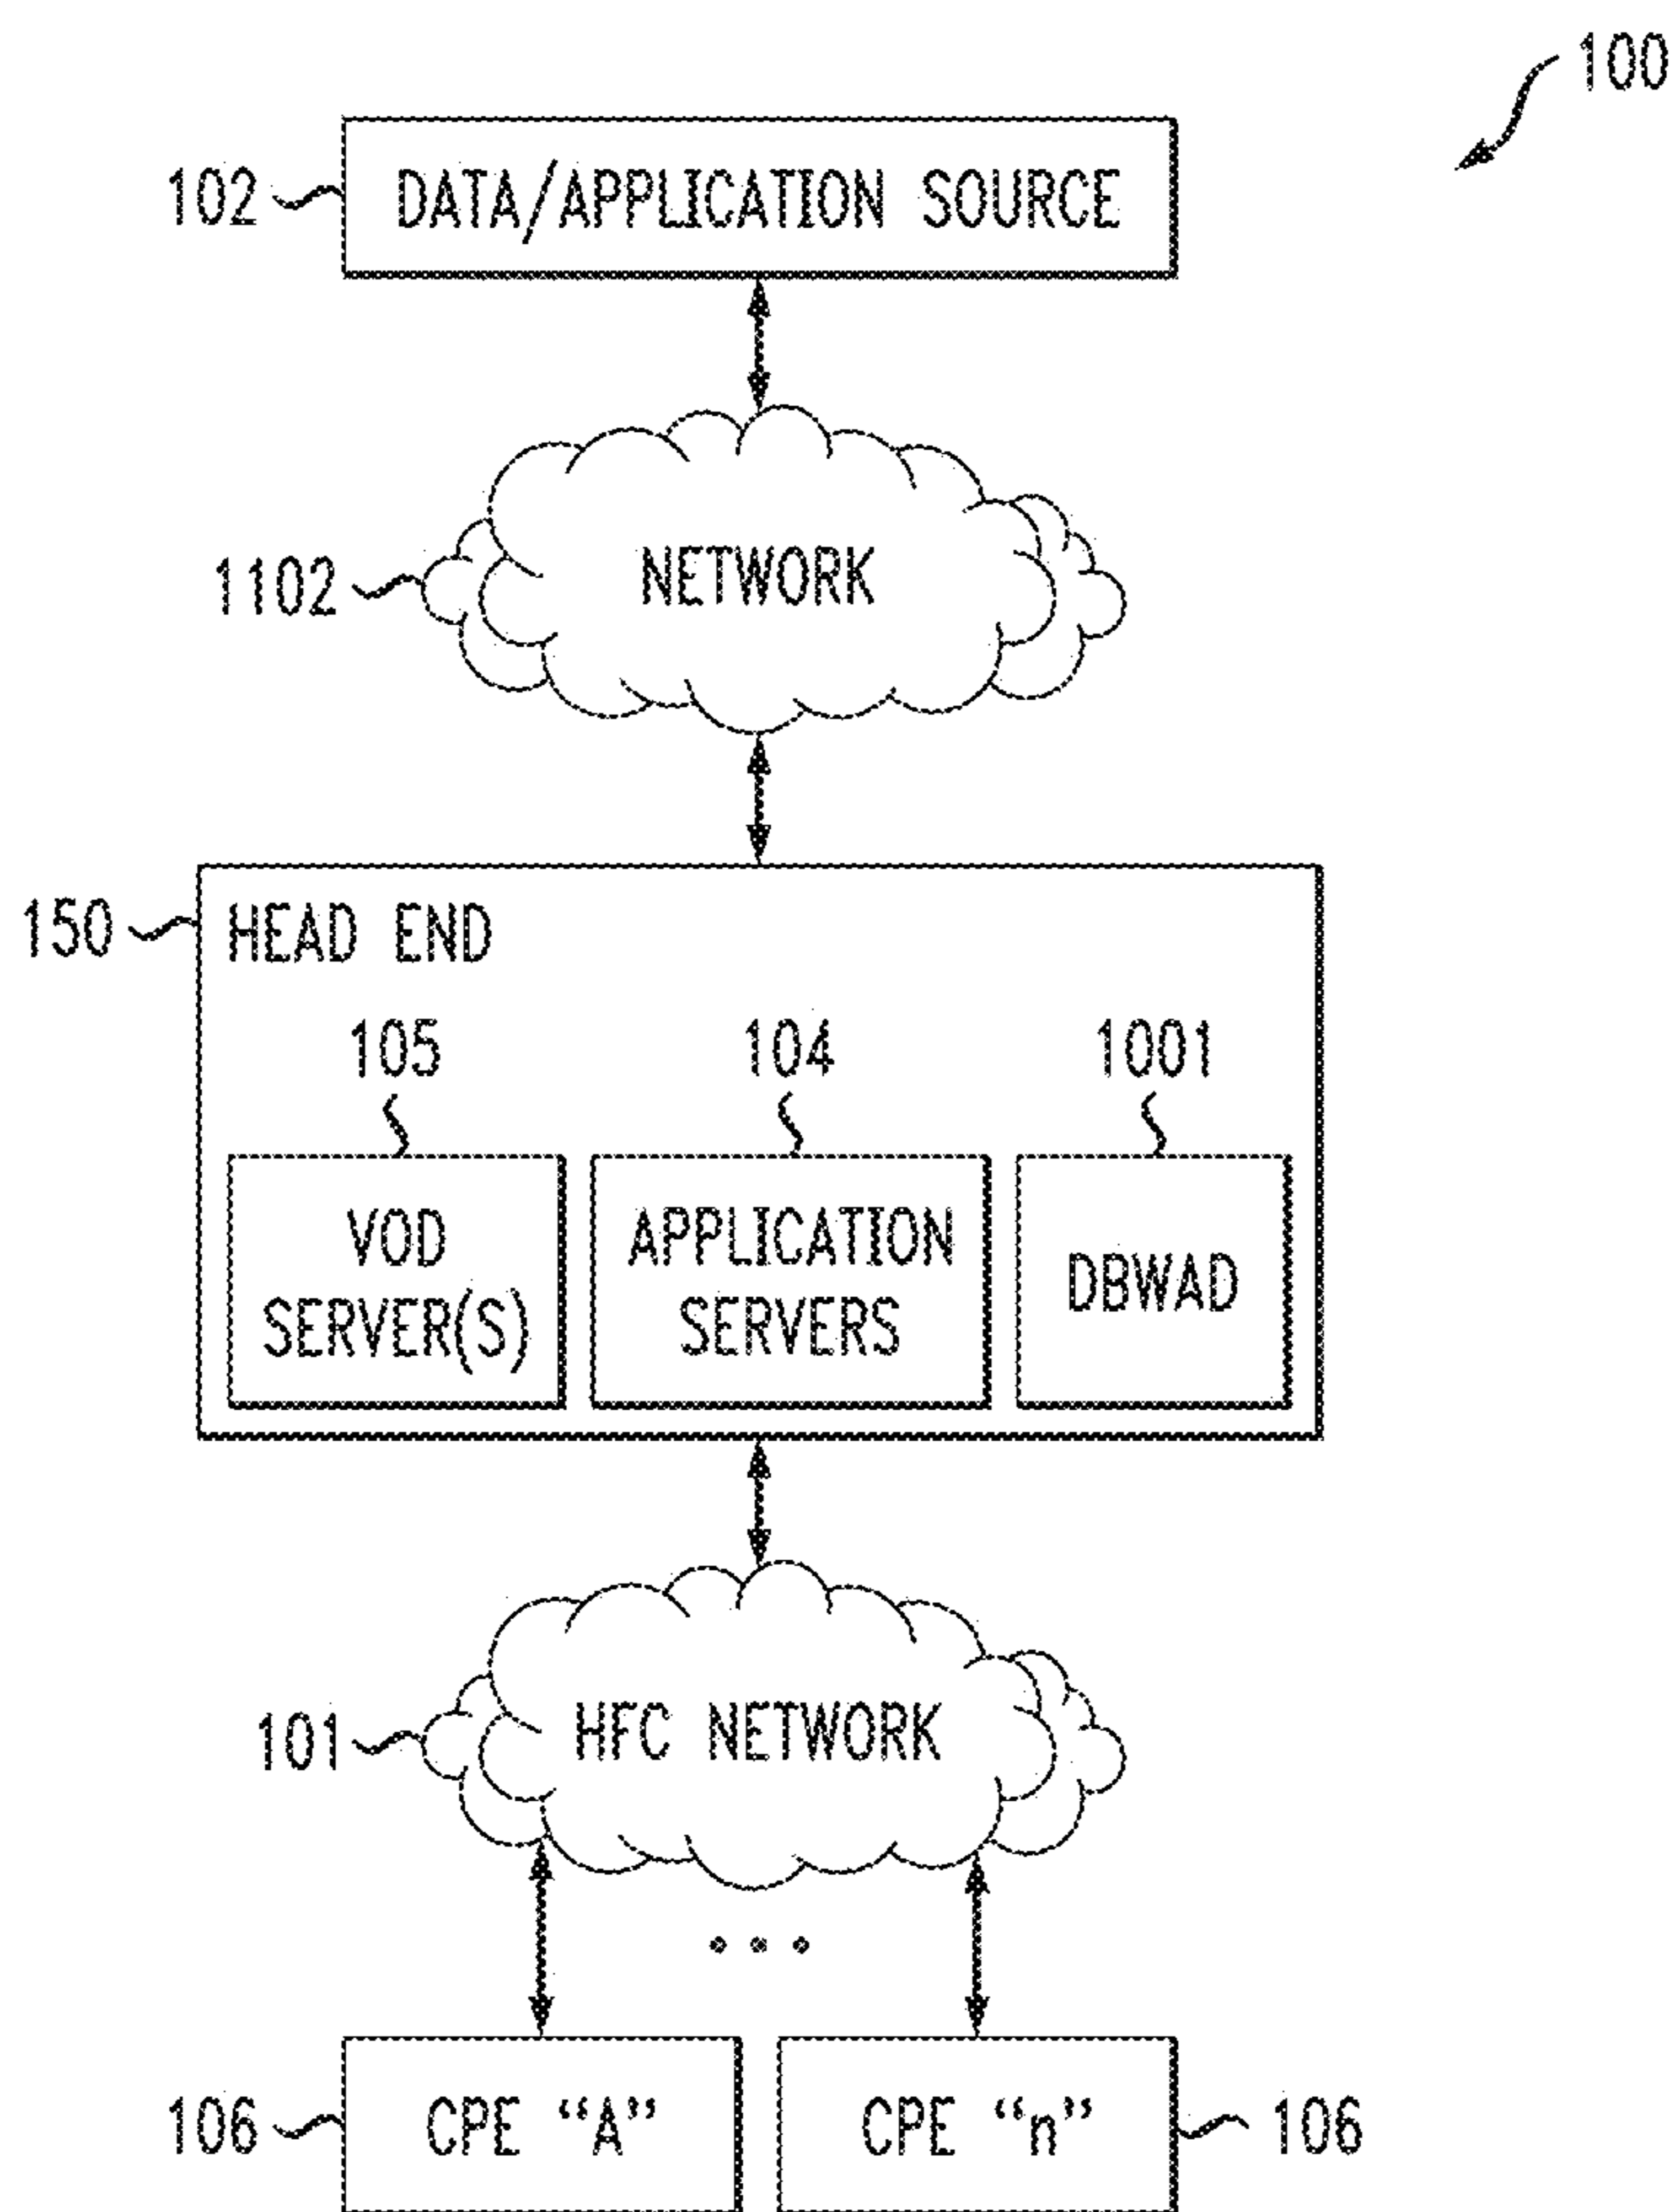 100
102 DATA/APPLICATION SOURCE
1102 NETWORK
150 HEAD END
105 104 1001
VOD SERVER(S)
APPLICATION SERVERS
DBWAD
101 HFC NETWORK
106 CPE “A” CPE “n” 106